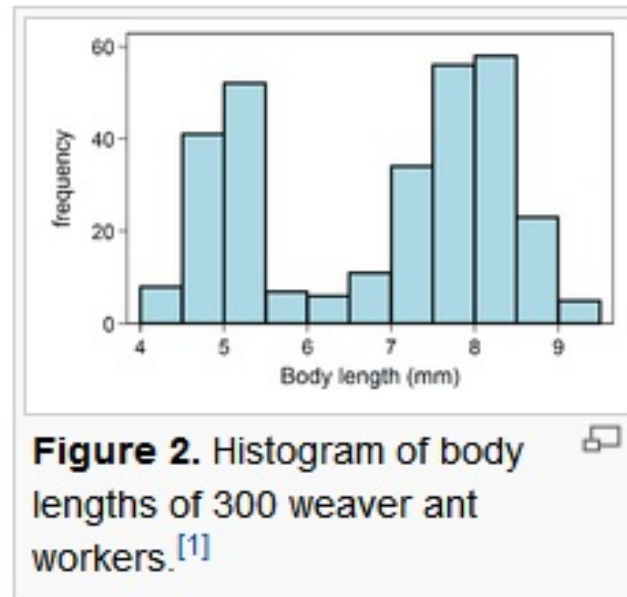 60
40
20
0
frequency
4 5 6 7 8 9
Body length (mm)
Figure 2. Histogram of body
lengths of 300 weaver ant
workers.[1]